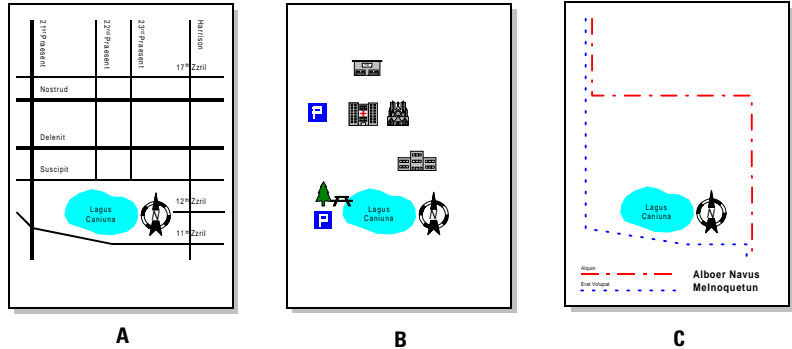 21st Praesent
22nd Praesent
23rd Praesent
Harrison
17th Zzril
Nostrud
Delenit
Suscipit
12th Zzril
11th Zzril
Lagus
Caniuna
N
A
P
P
Lagus
Caniuna
N
B
Lagus
Caniuna
N
Alquin
Alboer Navus
Erat Volupat
Melnoquetun
C